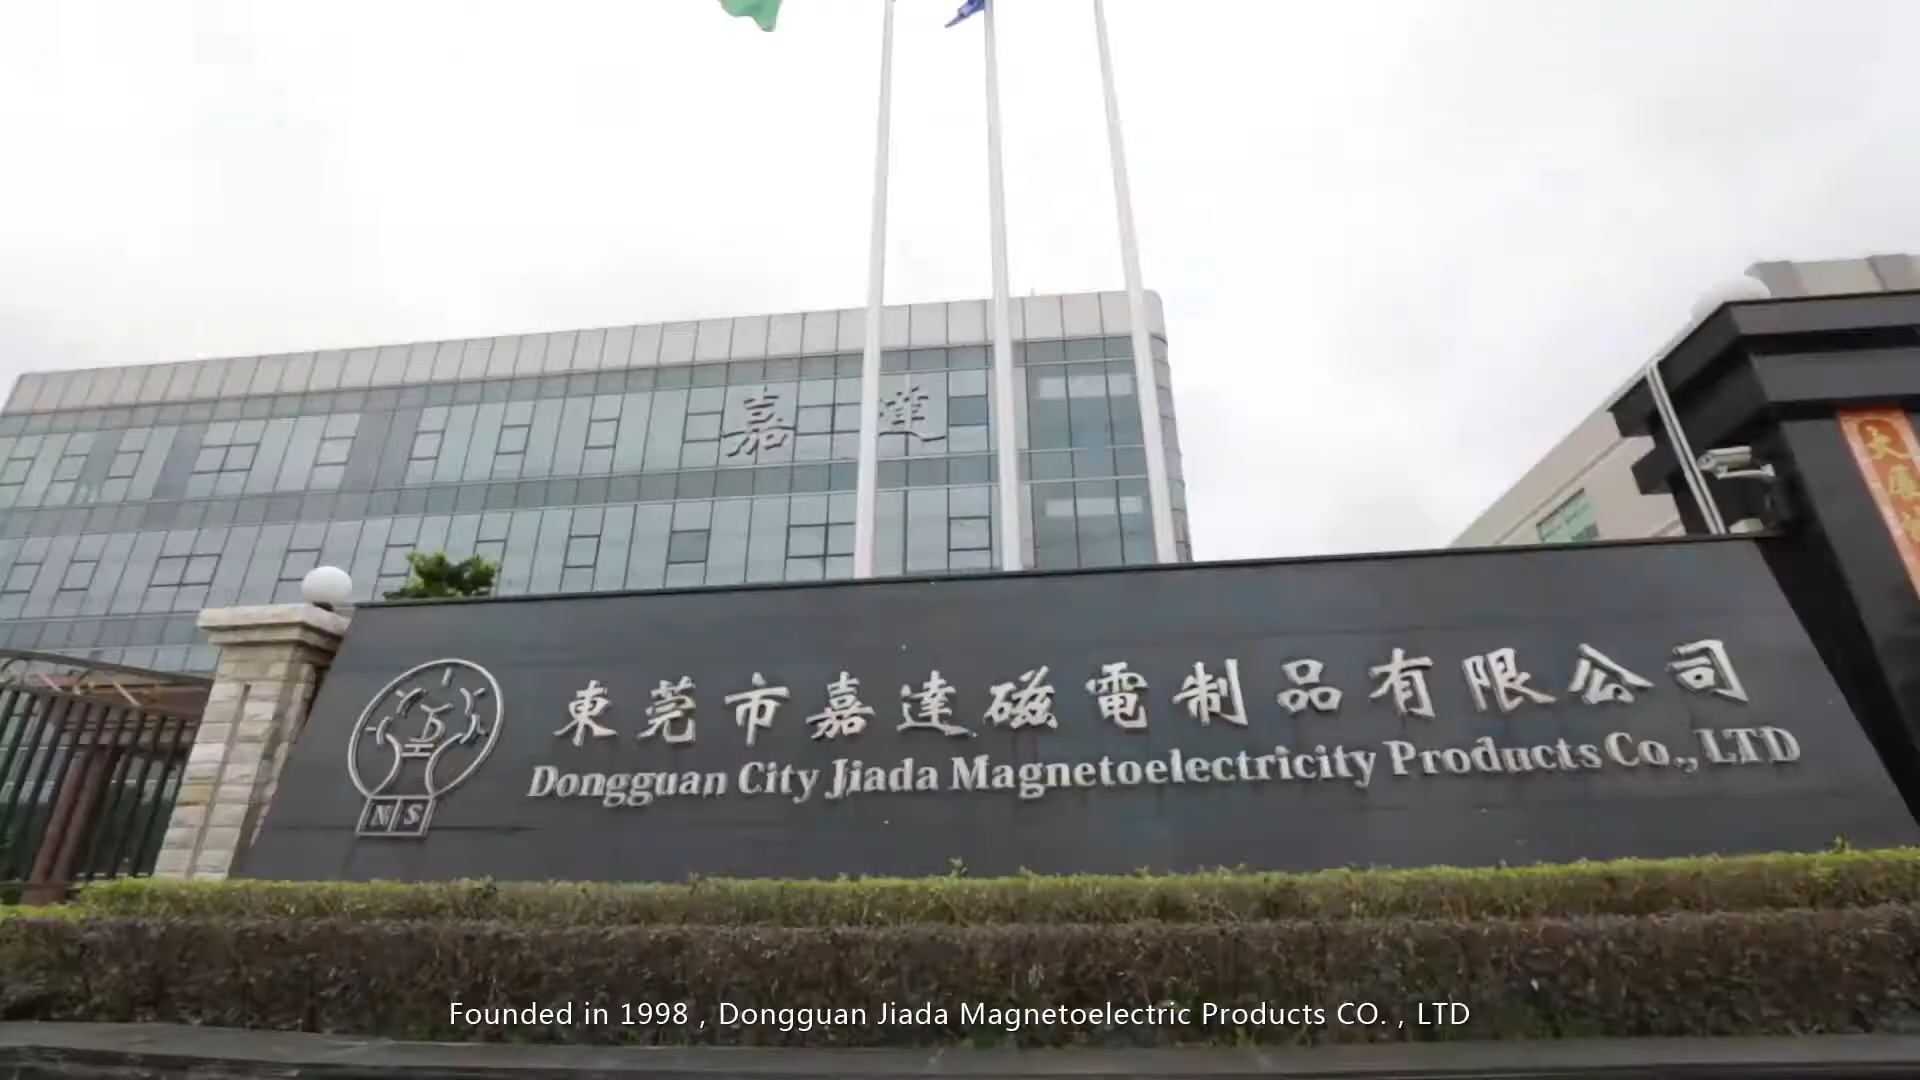 嘉達
東莞市嘉達磁電制品有限公司
Dongguan City Jiada Magnetoelectricity Products Co., LTD
N S
Founded in 1998 , Dongguan Jiada Magnetoelectric Products CO. , LTD